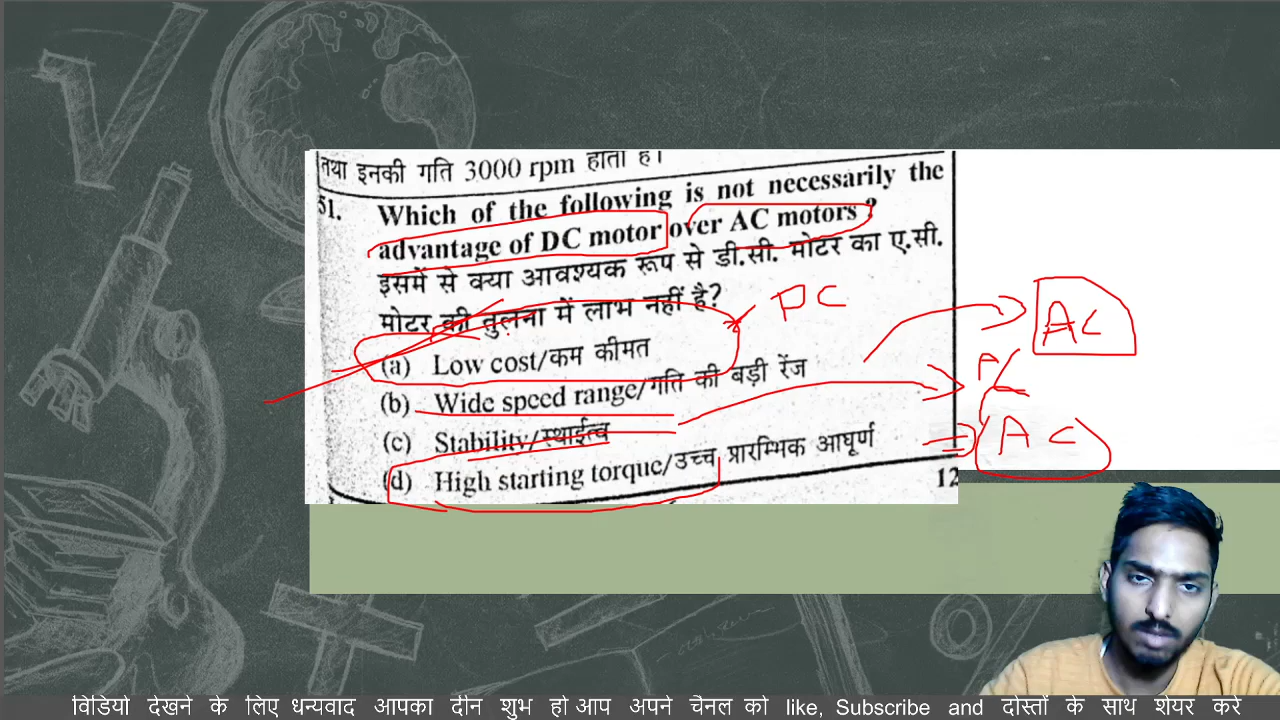 तथा इनकी गति 3000 rpm होता है।
51. Which of the following is not necessarily the
advantage of DC motor over AC motors ?
इसमें से क्या आवश्यक रूप से डी.सी. मोटर का ए.सी.
मोटर की तुलना में लाभ नहीं है?
(a) Low cost/कम कीमत
(b) Wide speed range/गति की बड़ी रेंज
(c) Stability/स्थाईत्व
(d) High starting torque/उच्च प्रारम्भिक आघूर्ण
12
DC
AC
A
AC
विडियो देखने के लिए धन्यवाद आपका दीन शुभ हो आप अपने चैनल को like, Subscribe and दोस्तों के साथ शेयर करें